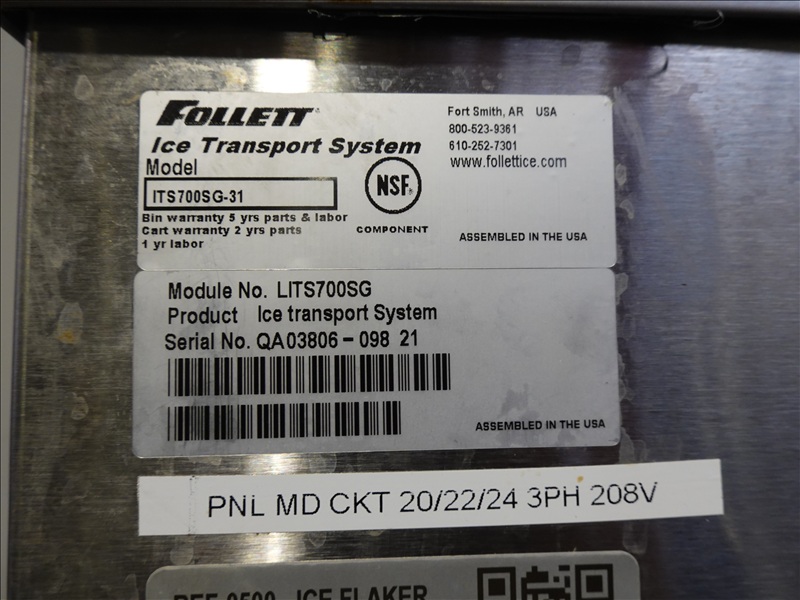 FOLLETT
Ice Transport System
Model
ITS700SG-31
Bin warranty 5 yrs parts & labor
Cart warranty 2 yrs parts
1 yr labor
NSF
COMPONENT
Fort Smith, AR USA
800-523-9361
610-252-7301
www.follettice.com
ASSEMBLED IN THE USA
Module No. LITS700SG
Product Ice transport System
Serial No. QA03806-098 21
ASSEMBLED IN THE USA
PNL MD CKT 20/22/24 3PH 208V
REF 0500 ICE FLAKER